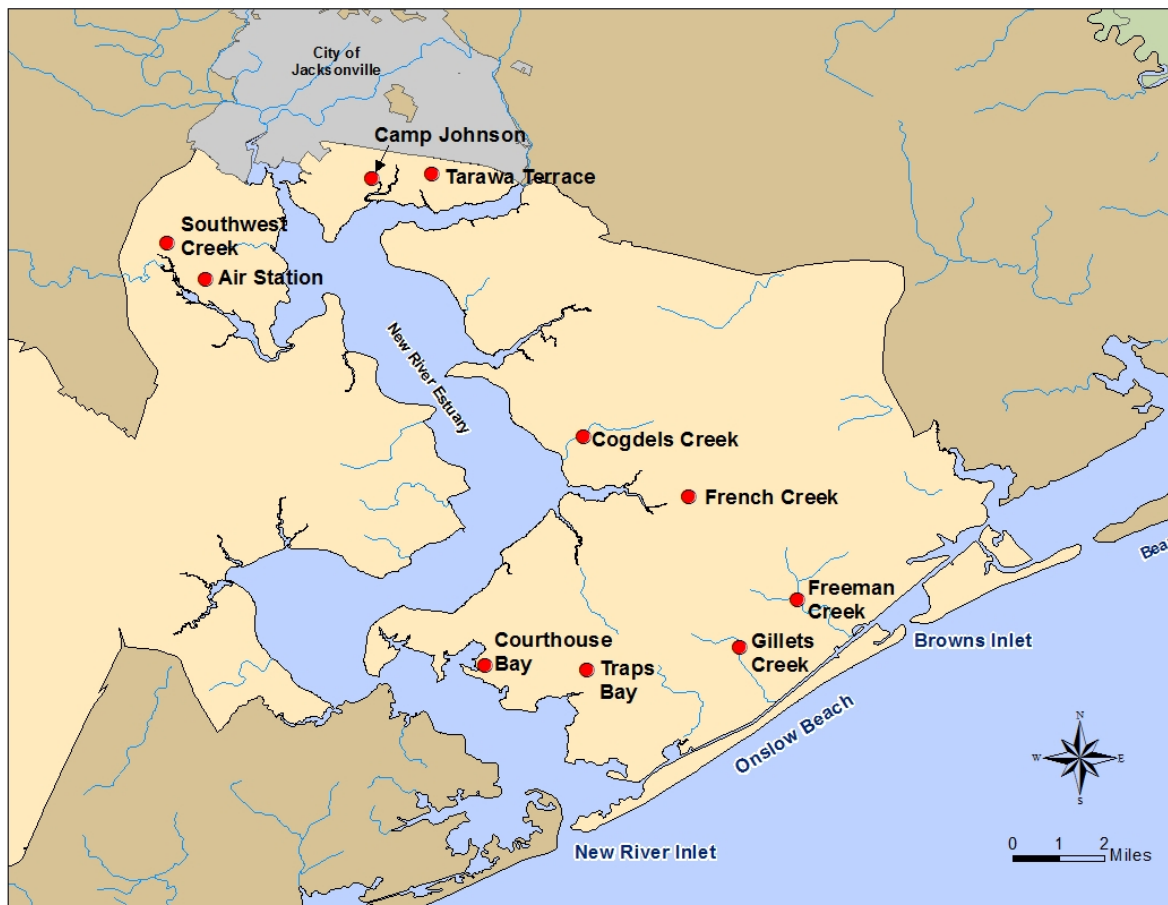 City of
Jacksonville
Camp Johnson
Tarawa Terrace
Southwest
Creek
Air Station
New River Estuary
Cogdels Creek
French Creek
Freeman
Creek
Gillets
Creek
Courthouse
Bay
Traps
Bay
Browns Inlet
Onslow Beach
New River Inlet
N
W
E
S
0 1 2
Miles